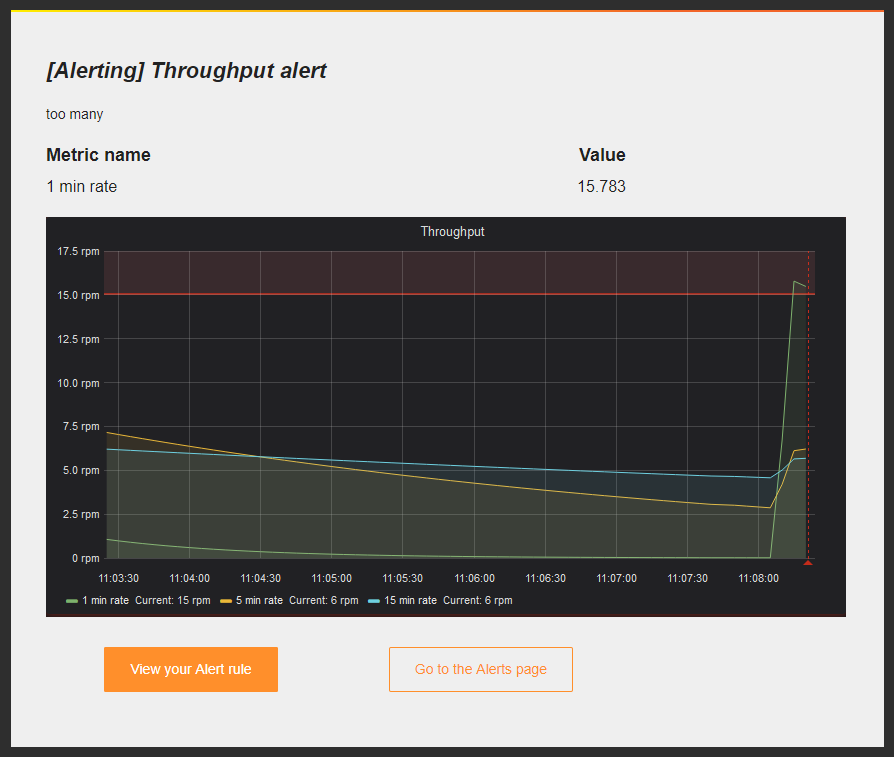 [Alerting] Throughput alert
too many
Metric name Value
1 min rate 15.783
Throughput
17.5 rpm
15.0 rpm
12.5 rpm
10.0 rpm
7.5 rpm
5.0 rpm
2.5 rpm
0 rpm
11:03:30 11:04:00 11:04:30 11:05:00 11:05:30 11:06:00 11:06:30 11:07:00 11:07:30 11:08:00
1 min rate Current: 15 rpm 5 min rate Current: 6 rpm 15 min rate Current: 6 rpm
View your Alert rule Go to the Alerts page